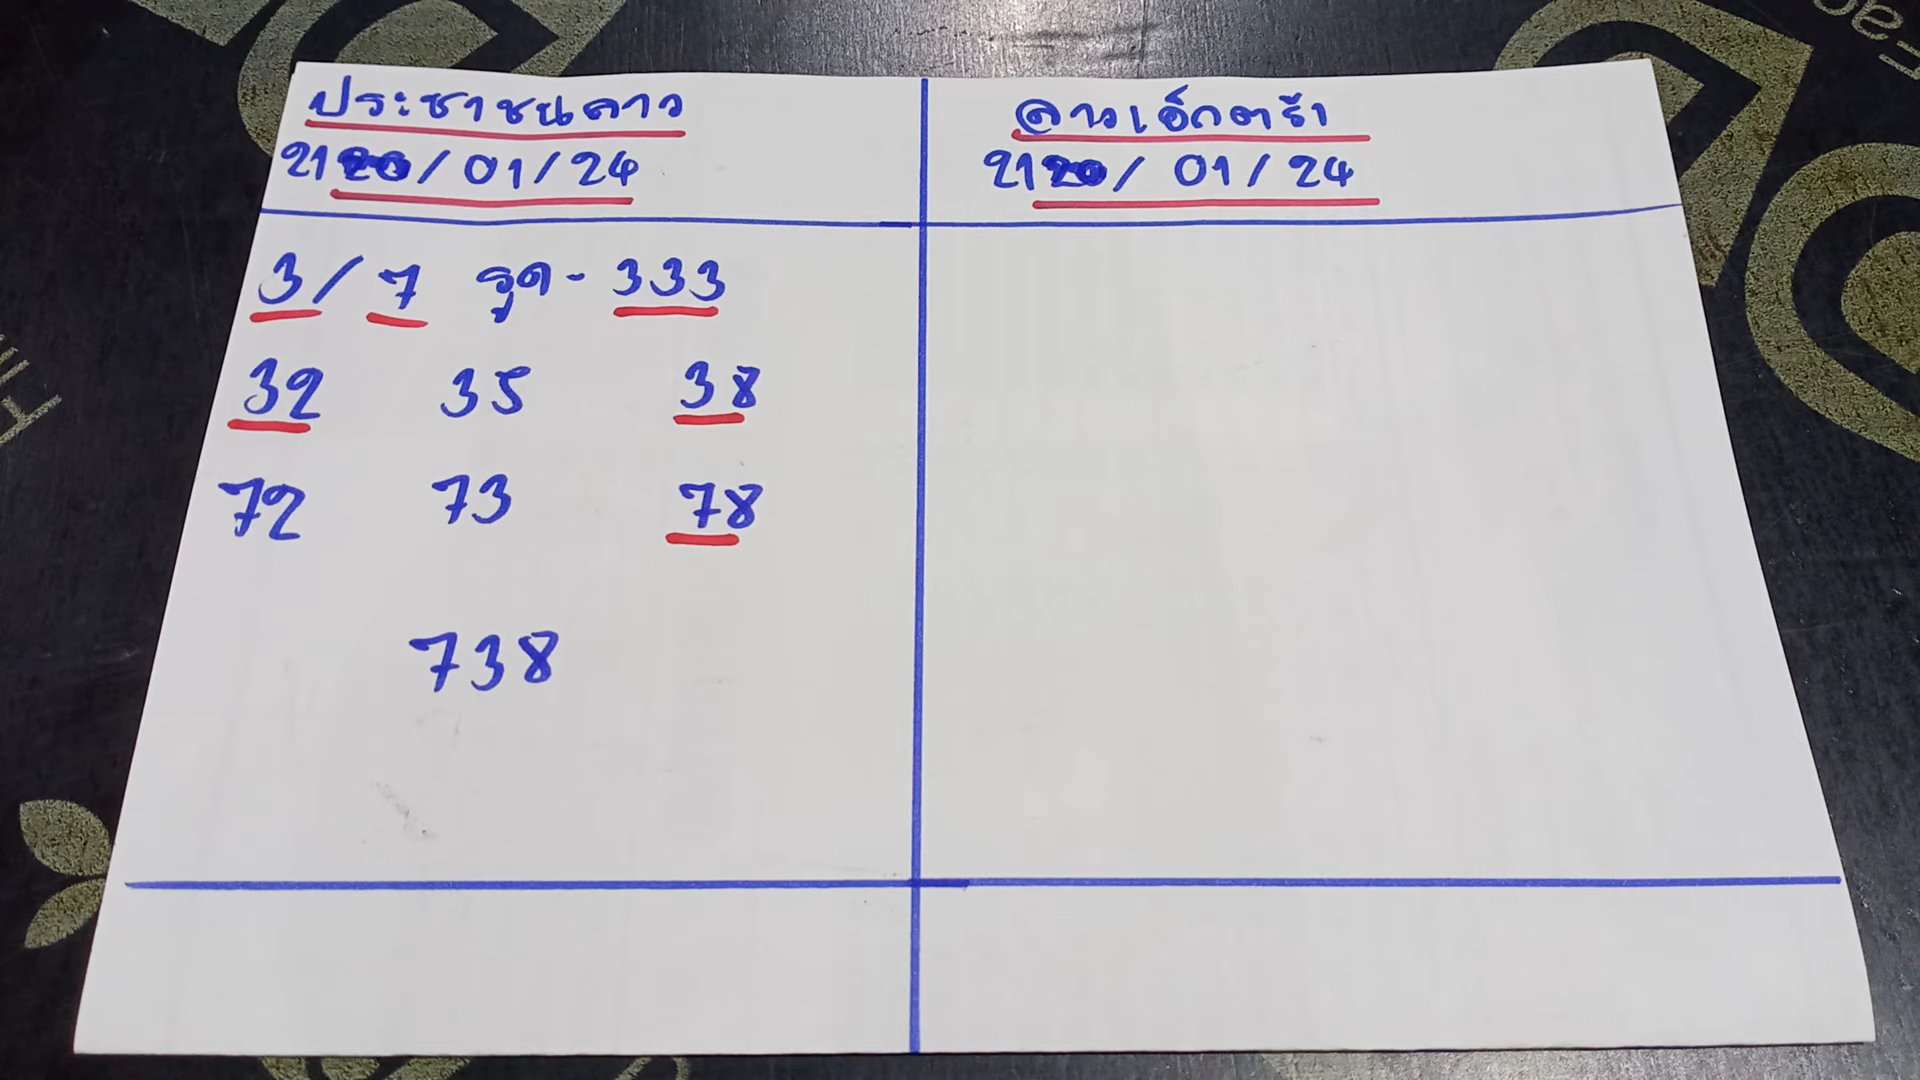 ประชาชนลาว
21 / 01 / 24
3 / 7 รูด - 333
32 35 38
72 73 78
738
ลาวเอ็กตร้า
21 / 01 / 24